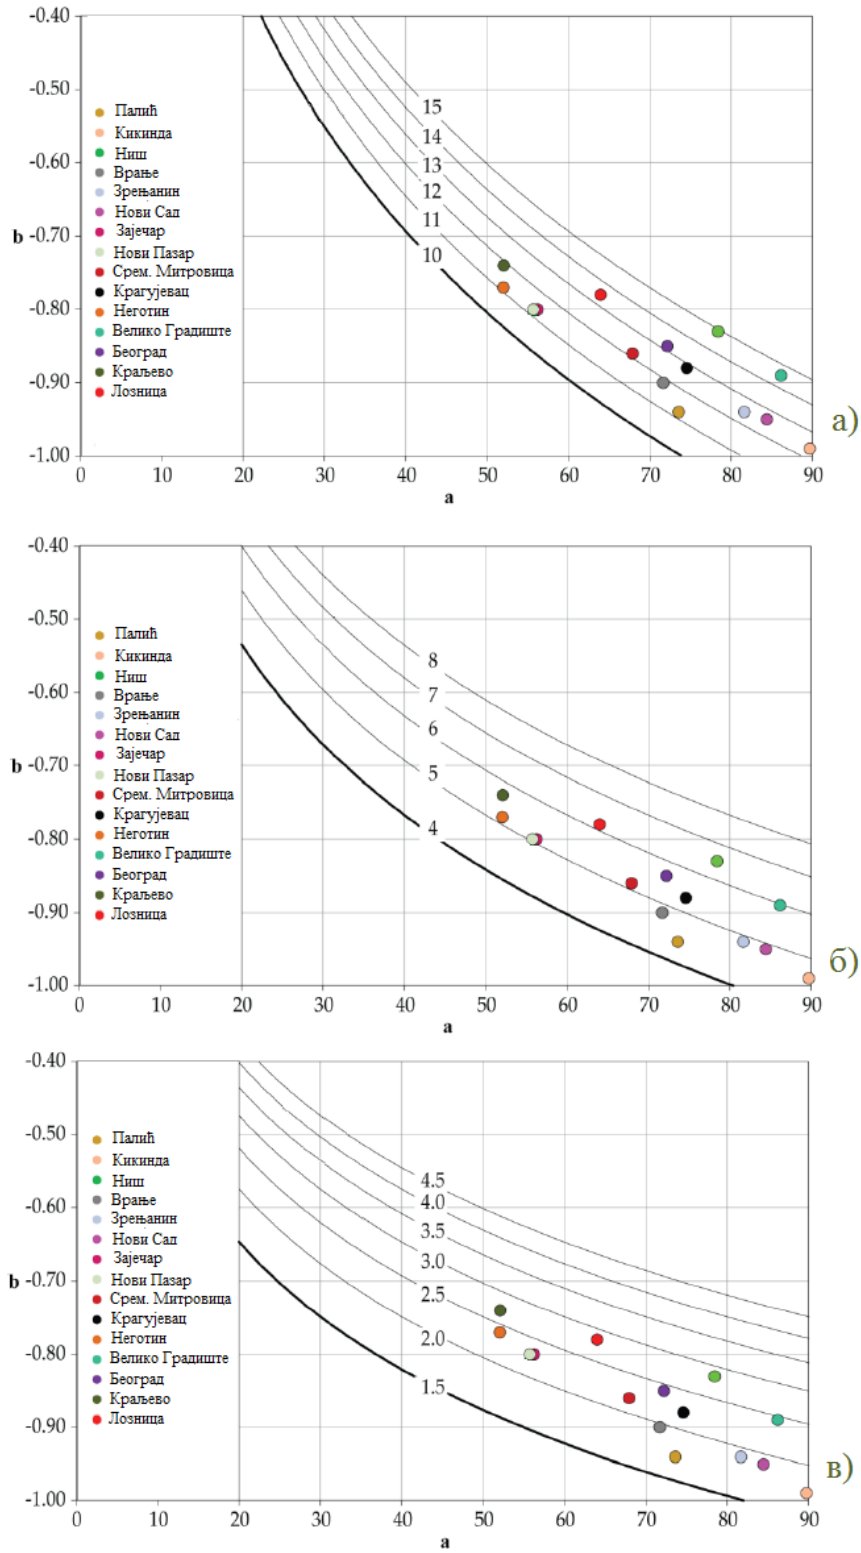 -0.40
-0.50
-0.60
-0.70
b
-0.80
-0.90
-1.00
Палић
Кикинда
Ниш
Врање
Зрењанин
Нови Сад
Зајечар
Нови Пазар
Срем. Митровица
Крагујевац
Неготин
Велико Градиште
Београд
Краљево
Лозница
15
14
13
12
11
10
а)
0 10 20 30 40 50 60 70 80 90
a
-0.40
-0.50
-0.60
-0.70
b
-0.80
-0.90
-1.00
Палић
Кикинда
Ниш
Врање
Зрењанин
Нови Сад
Зајечар
Нови Пазар
Срем. Митровица
Крагујевац
Неготин
Велико Градиште
Београд
Краљево
Лозница
8
7
6
5
4
б)
0 10 20 30 40 50 60 70 80 90
a
-0.40
-0.50
-0.60
-0.70
b
-0.80
-0.90
-1.00
Палић
Кикинда
Ниш
Врање
Зрењанин
Нови Сад
Зајечар
Нови Пазар
Срем. Митровица
Крагујевац
Неготин
Велико Градиште
Београд
Краљево
Лозница
4.5
4.0
3.5
3.0
2.5
2.0
1.5
в)
0 10 20 30 40 50 60 70 80 90
a